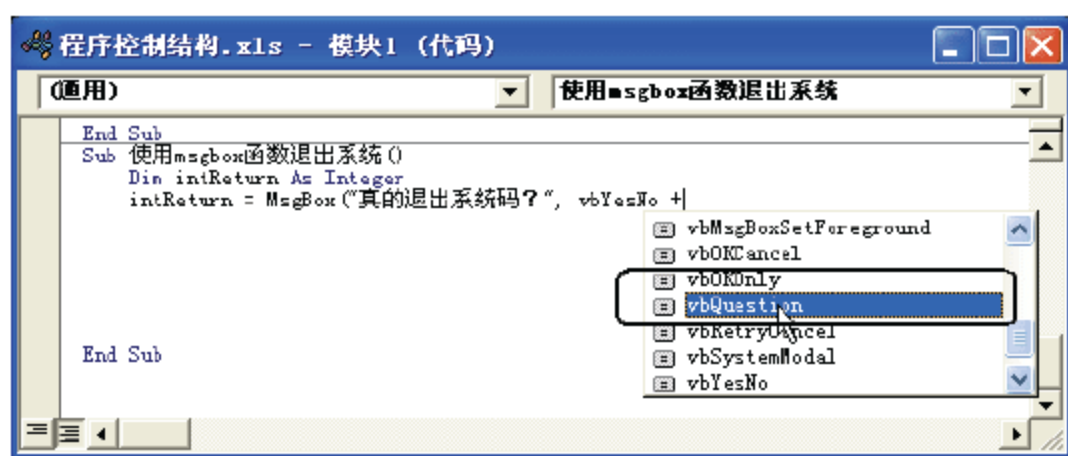 程序控制结构.xls - 模块1 (代码)
(通用)
使用msgbox函数退出系统
End Sub
Sub 使用msgbox函数退出系统()
Dim intReturn As Integer
intReturn = MsgBox("真的退出系统码?", vbYesNo +
vbMsgBoxSetForeground
vbOKCancel
vbOKOnly
vbQuestion
vbRetryCancel
vbSystemModal
vbYesNo
End Sub